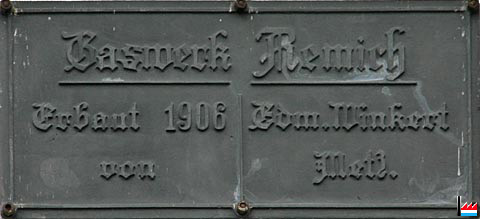 Gaswerk Remich
Erbaut 1906 Edm. Winkert
von Metz.